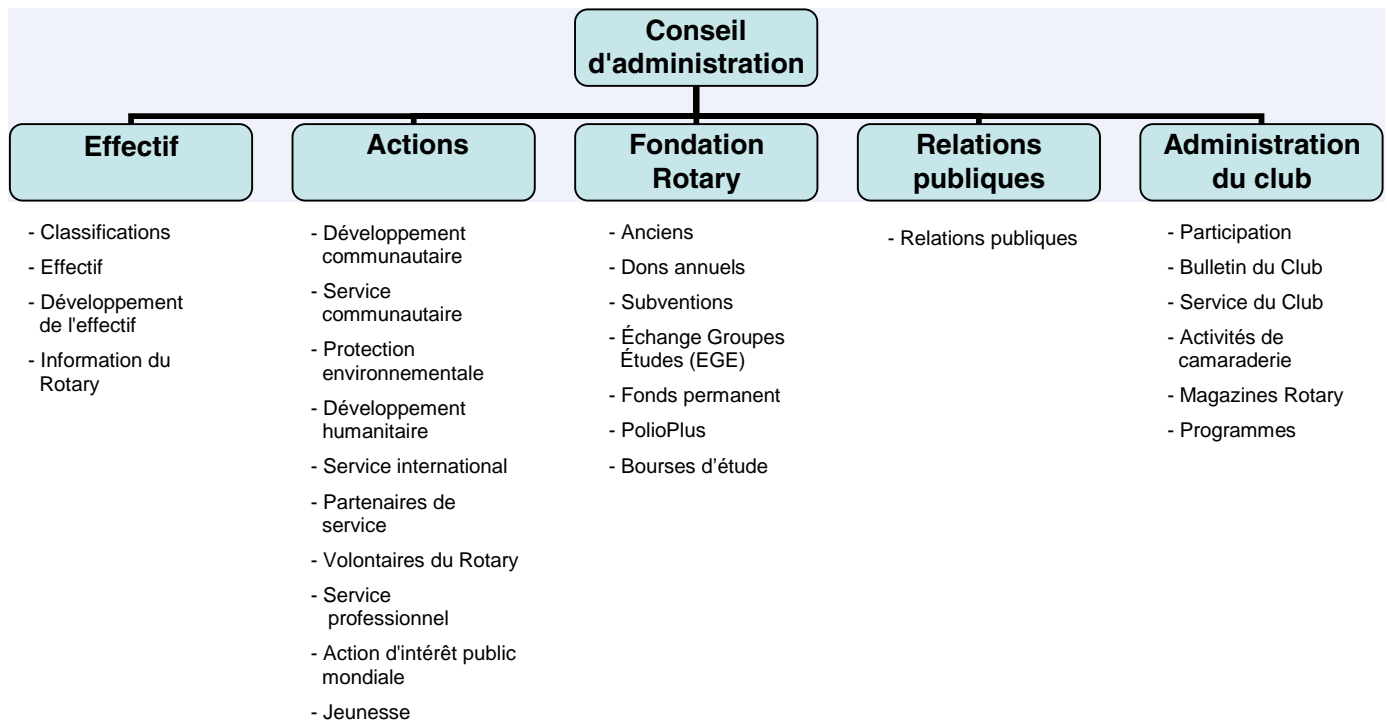 Conseil
d'administration
Effectif
Actions
Fondation
Rotary
Relations
publiques
Administration
du club
- Classifications
- Effectif
- Développement
de l'effectif
- Information du
Rotary
- Développement
communautaire
- Service
communautaire
- Protection
environnementale
- Développement
humanitaire
- Service international
- Partenaires de
service
- Volontaires du Rotary
- Service
professionnel
- Action d'intérêt public
mondiale
- Jeunesse
- Anciens
- Dons annuels
- Subventions
- Échange Groupes
Études (EGE)
- Fonds permanent
- PolioPlus
- Bourses d’étude
- Relations publiques
- Participation
- Bulletin du Club
- Service du Club
- Activités de
camaraderie
- Magazines Rotary
- Programmes